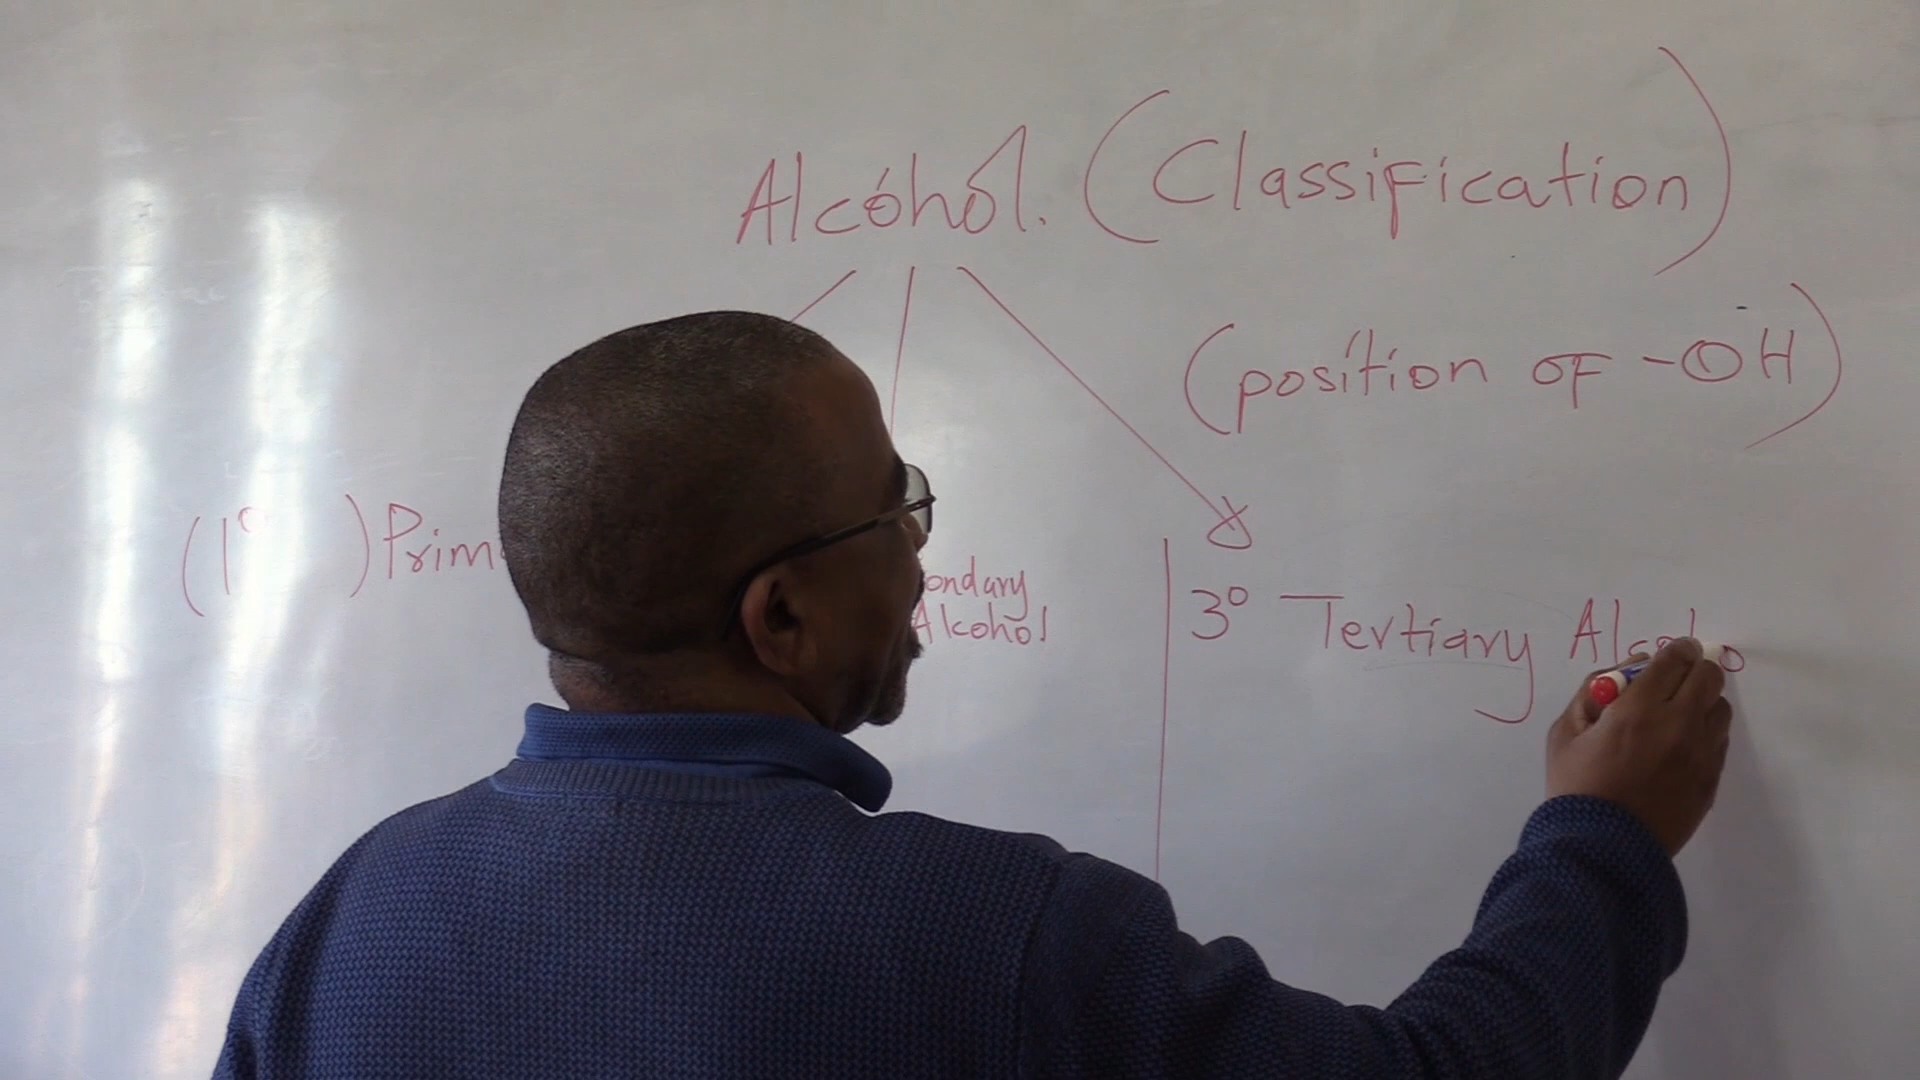 Alcohol. (Classification)
(position of -OH)
(1° ) Prim
ondary
Alcohol
3° Tertiary Alcoho